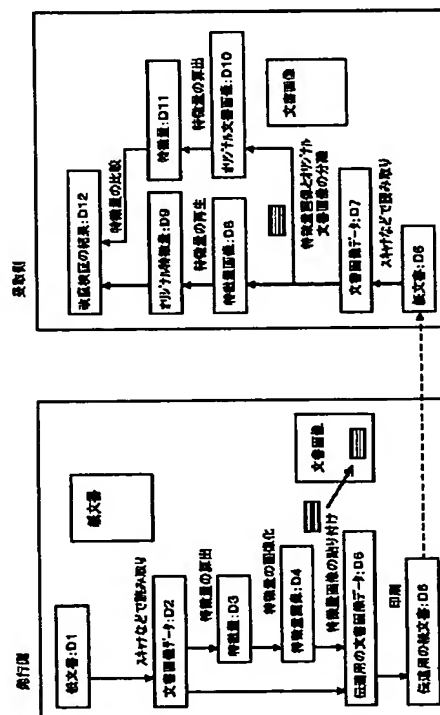 発行側
紙文書:D1
紙文書
スキャナなどで読み取り
文書画像データ:D2
特徴量の算出
特徴量:D3
特徴量の画像化
特徴量画像:D4
特徴量画像の貼り付け
文書画像
伝達用の文書画像データ:D5
印刷
伝達用の紙文書:D6
受取側
改竄検証の結果:D12
特徴量の比較
オリジナル特徴量:D9
特徴量:D11
特徴量の再生
特徴量の算出
特徴量画像:D8
オリジナル文書画像:D10
特徴量画像とオリジナル
文書画像の分離
文書画像
文書画像データ:D7
スキャナなどで読み取り
紙文書:D6